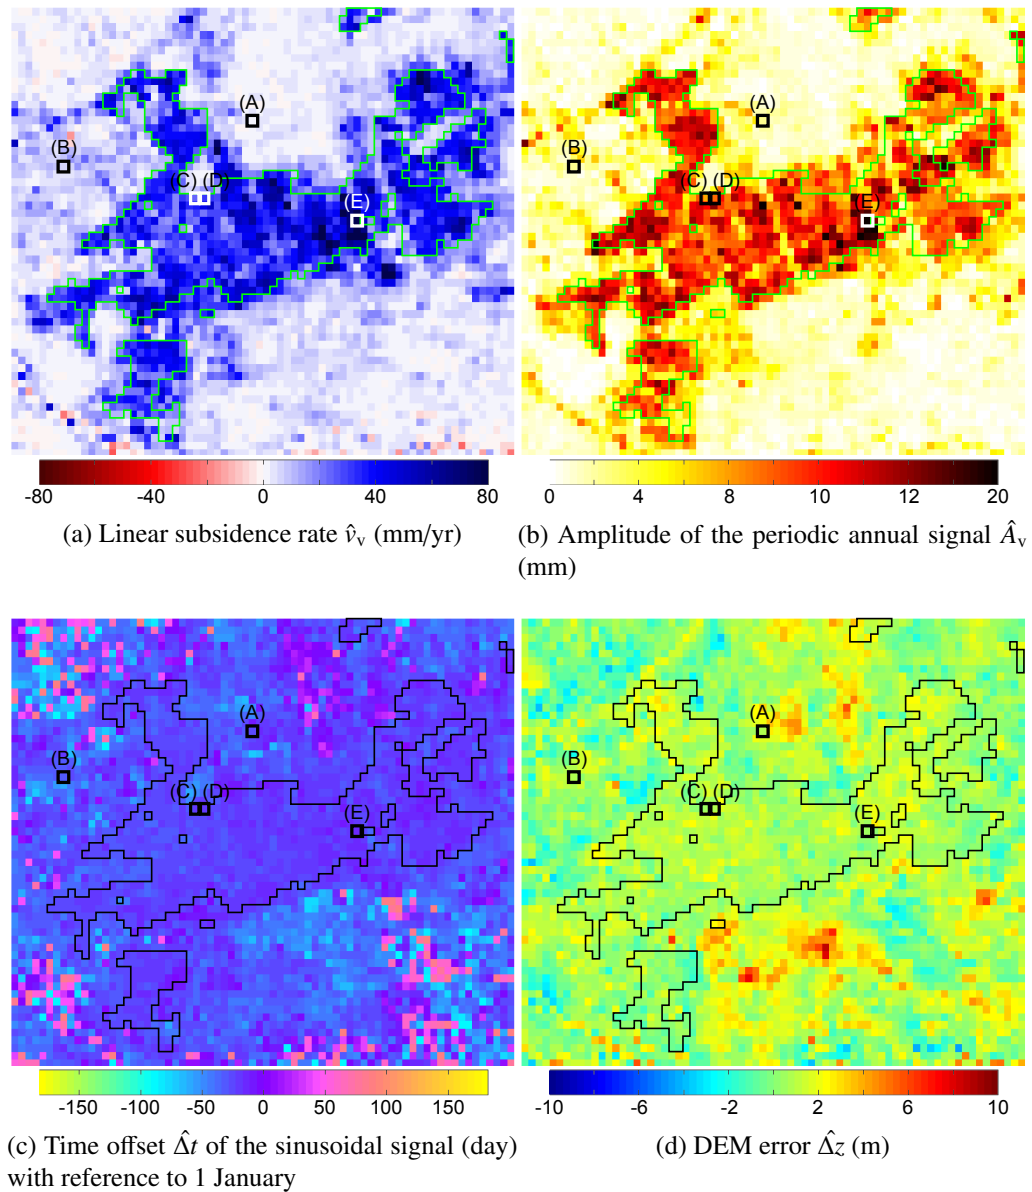 (A)
(B)
(C) (D)
(E)
(A)
(B)
(C) (D)
(E)
-80 -40 0 40 80
0 4 8 10 12 20
(a) Linear subsidence rate v̂ᵥ (mm/yr)
(b) Amplitude of the periodic annual signal Âᵥ
(mm)
(A)
(B)
(C) (D)
(E)
(A)
(B)
(C) (D)
(E)
-150 -100 -50 0 50 100 150
-10 -6 -2 2 6 10
(c) Time offset Δ̂t of the sinusoidal signal (day)
with reference to 1 January
(d) DEM error Δ̂z (m)